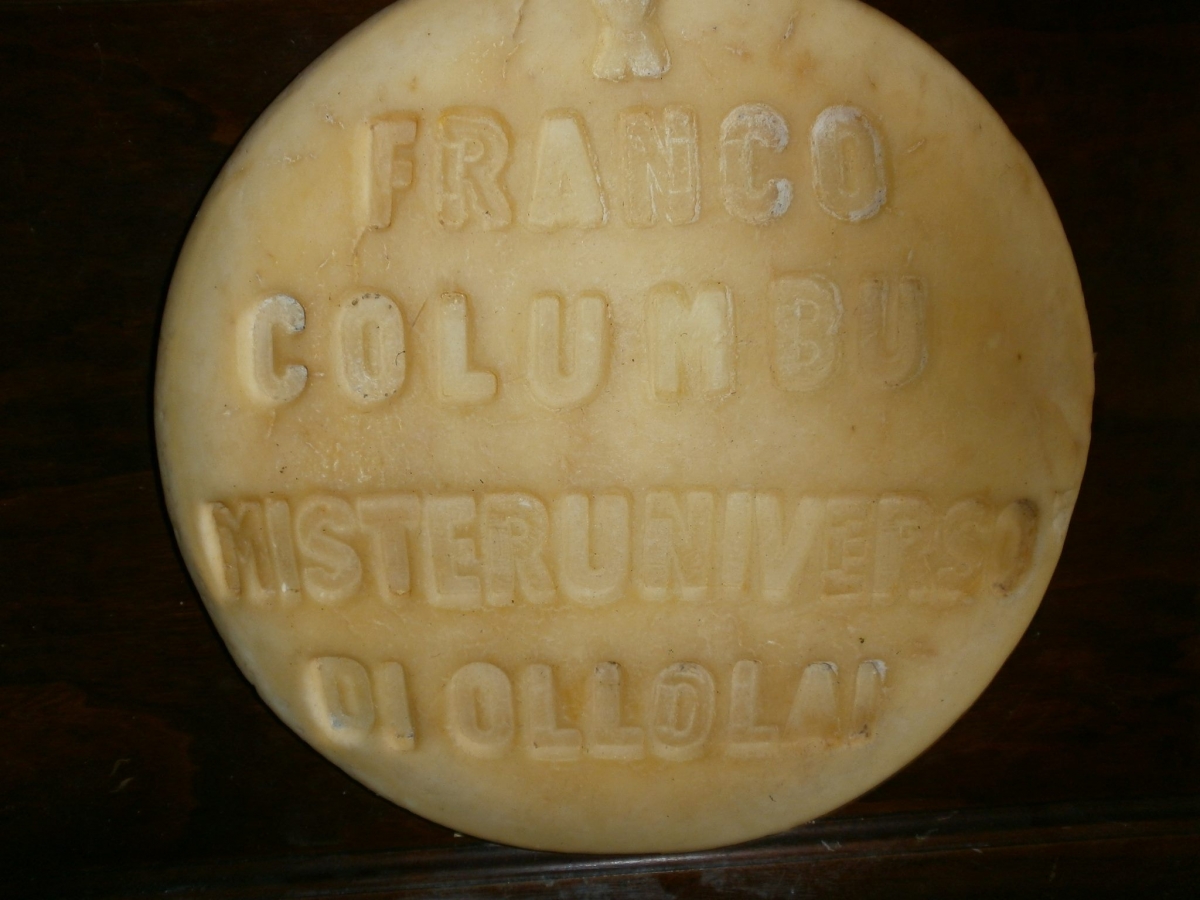 FRANCO
COLUMBU
MISTERUNIVERSO
DI OLLOLAI